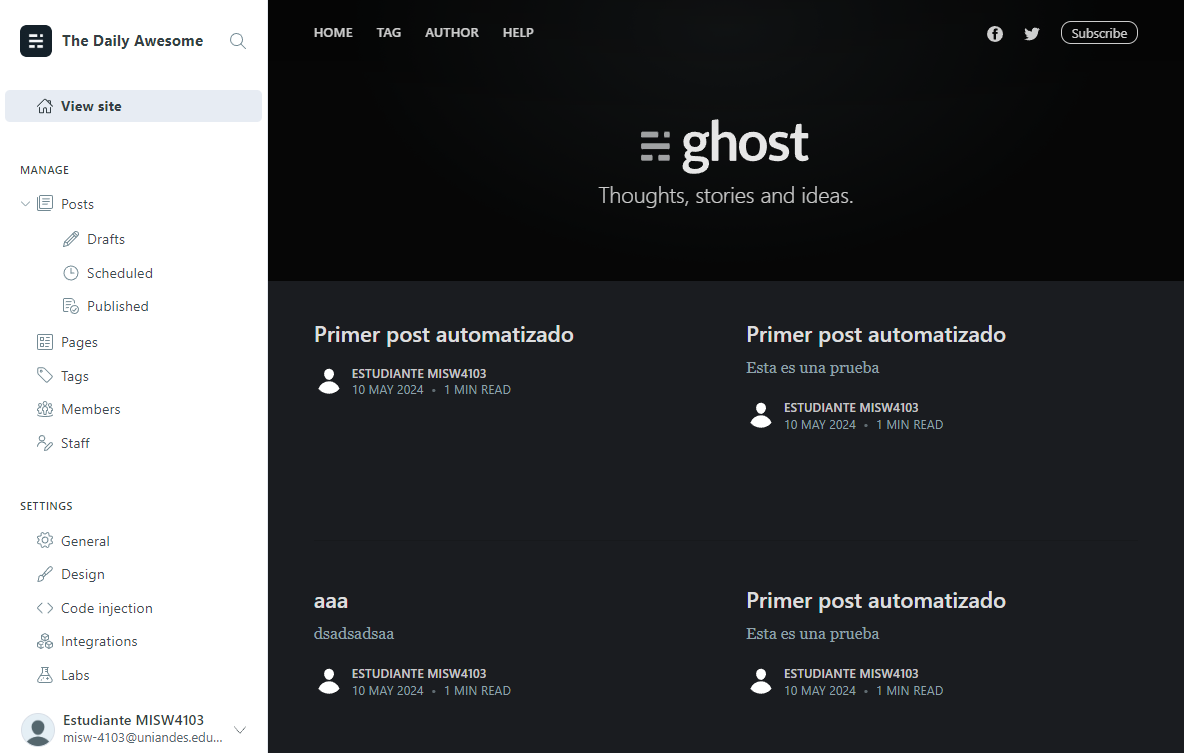 The Daily Awesome
View site
MANAGE
Posts
Drafts
Scheduled
Published
Pages
Tags
Members
Staff
SETTINGS
General
Design
Code injection
Integrations
Labs
Estudiante MISW4103
misw-4103@uniandes.edu...
HOME TAG AUTHOR HELP
Subscribe
ghost
Thoughts, stories and ideas.
Primer post automatizado
ESTUDIANTE MISW4103
10 MAY 2024 • 1 MIN READ
Primer post automatizado
Esta es una prueba
ESTUDIANTE MISW4103
10 MAY 2024 • 1 MIN READ
aaa
dsadsadsaa
ESTUDIANTE MISW4103
10 MAY 2024 • 1 MIN READ
Primer post automatizado
Esta es una prueba
ESTUDIANTE MISW4103
10 MAY 2024 • 1 MIN READ